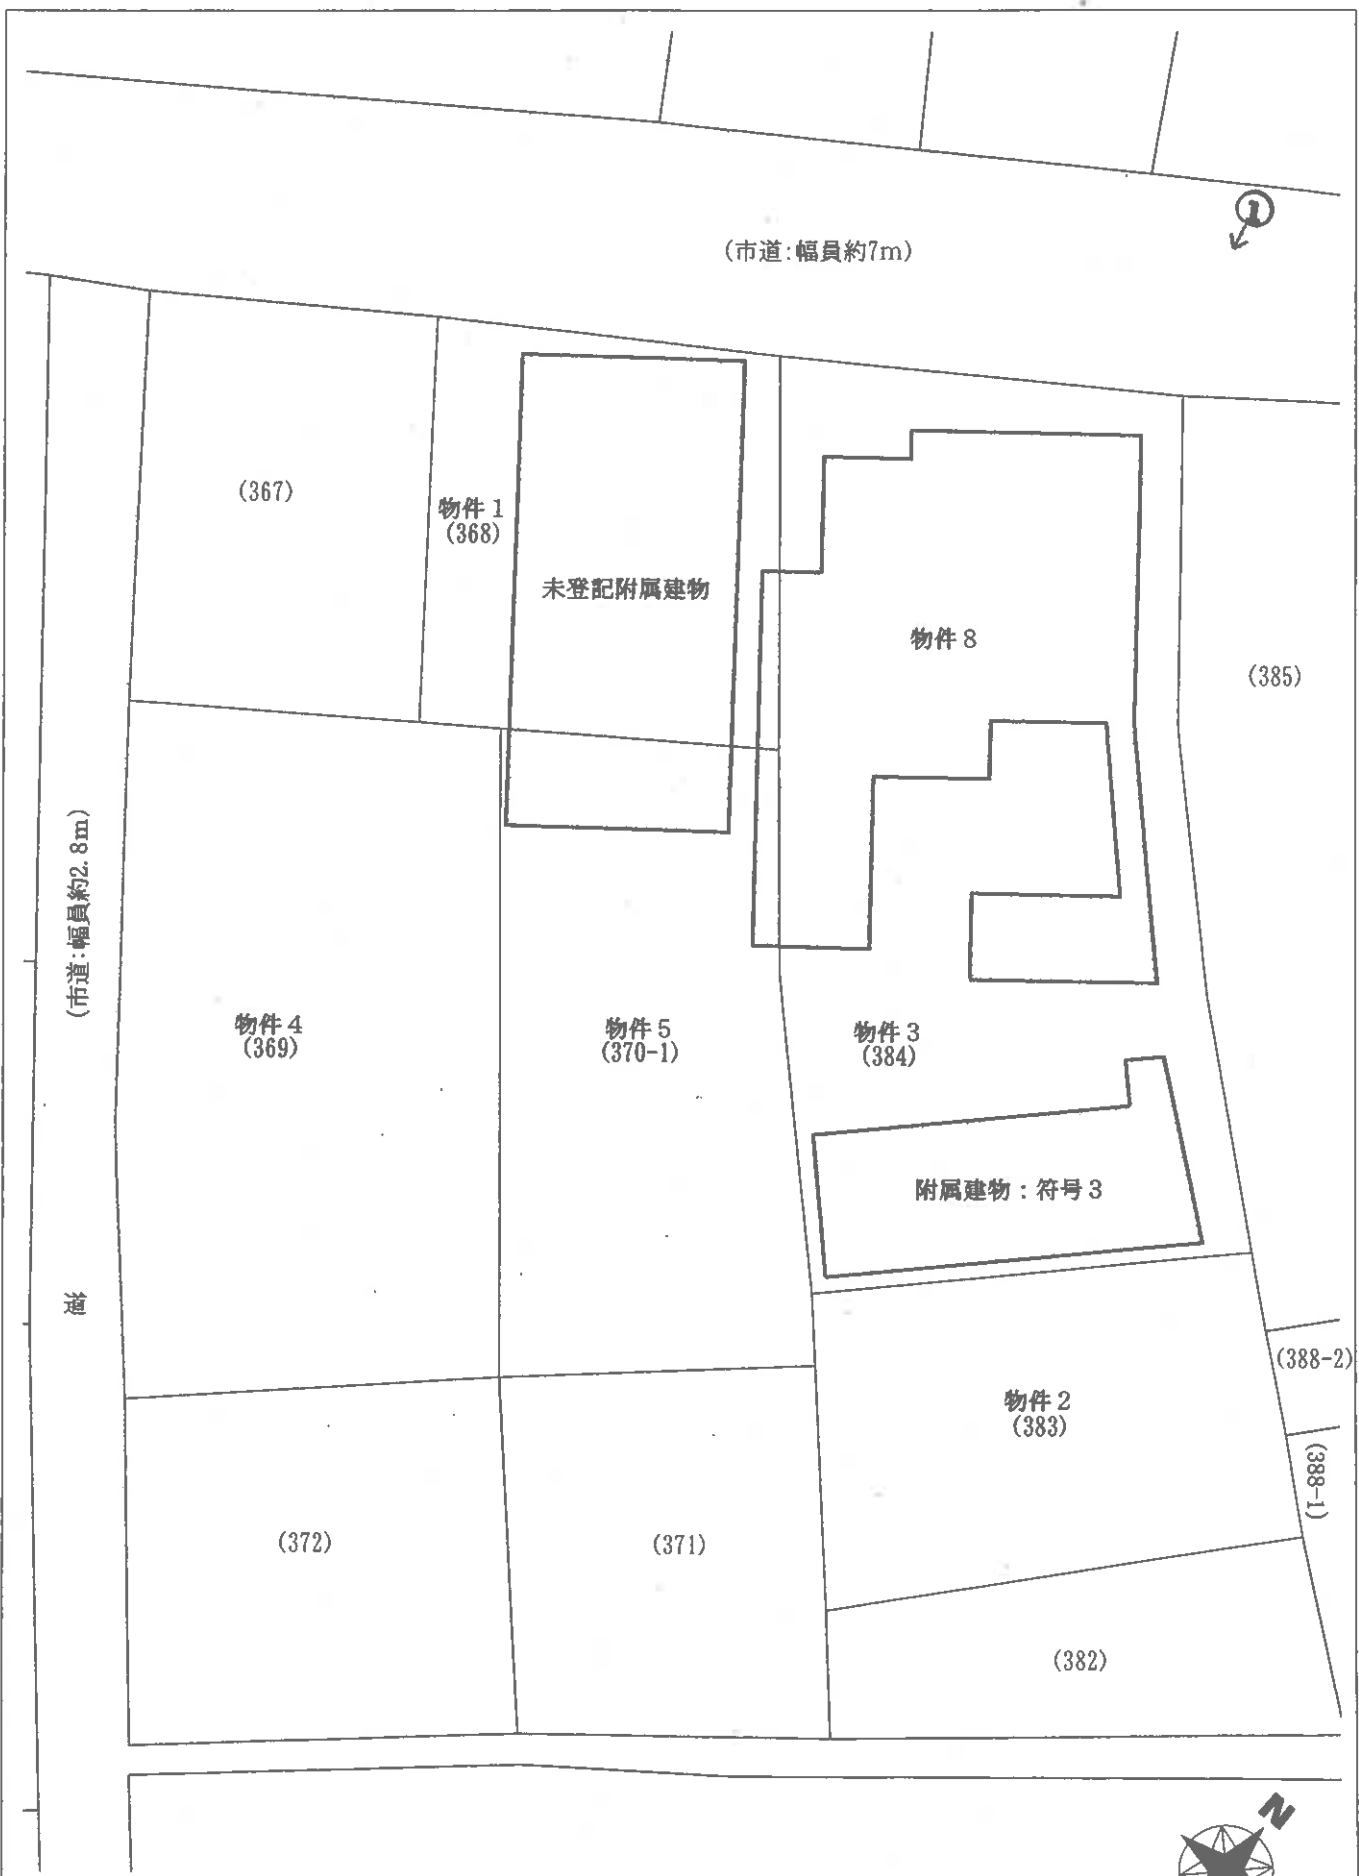 ①
(市道:幅員約7m)
(367)
物件1
(368)
未登記附属建物
物件8
(385)
(市道:幅員約2.8m)
物件4
(369)
物件5
(370-1)
物件3
(384)
附属建物:符号3
(388-2)
物件2
(383)
(388-1)
(372)
(371)
(382)
N